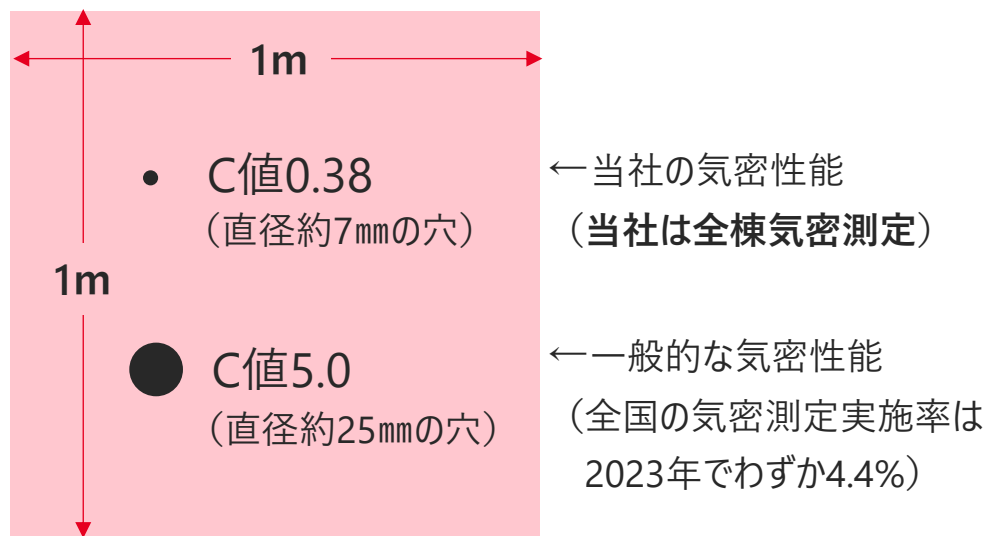 1m
C値0.38
（直径約7㎜の穴）
←当社の気密性能
（当社は全棟気密測定）
1m
C値5.0
（直径約25㎜の穴）
←一般的な気密性能
（全国の気密測定実施率は
2023年でわずか4.4%）